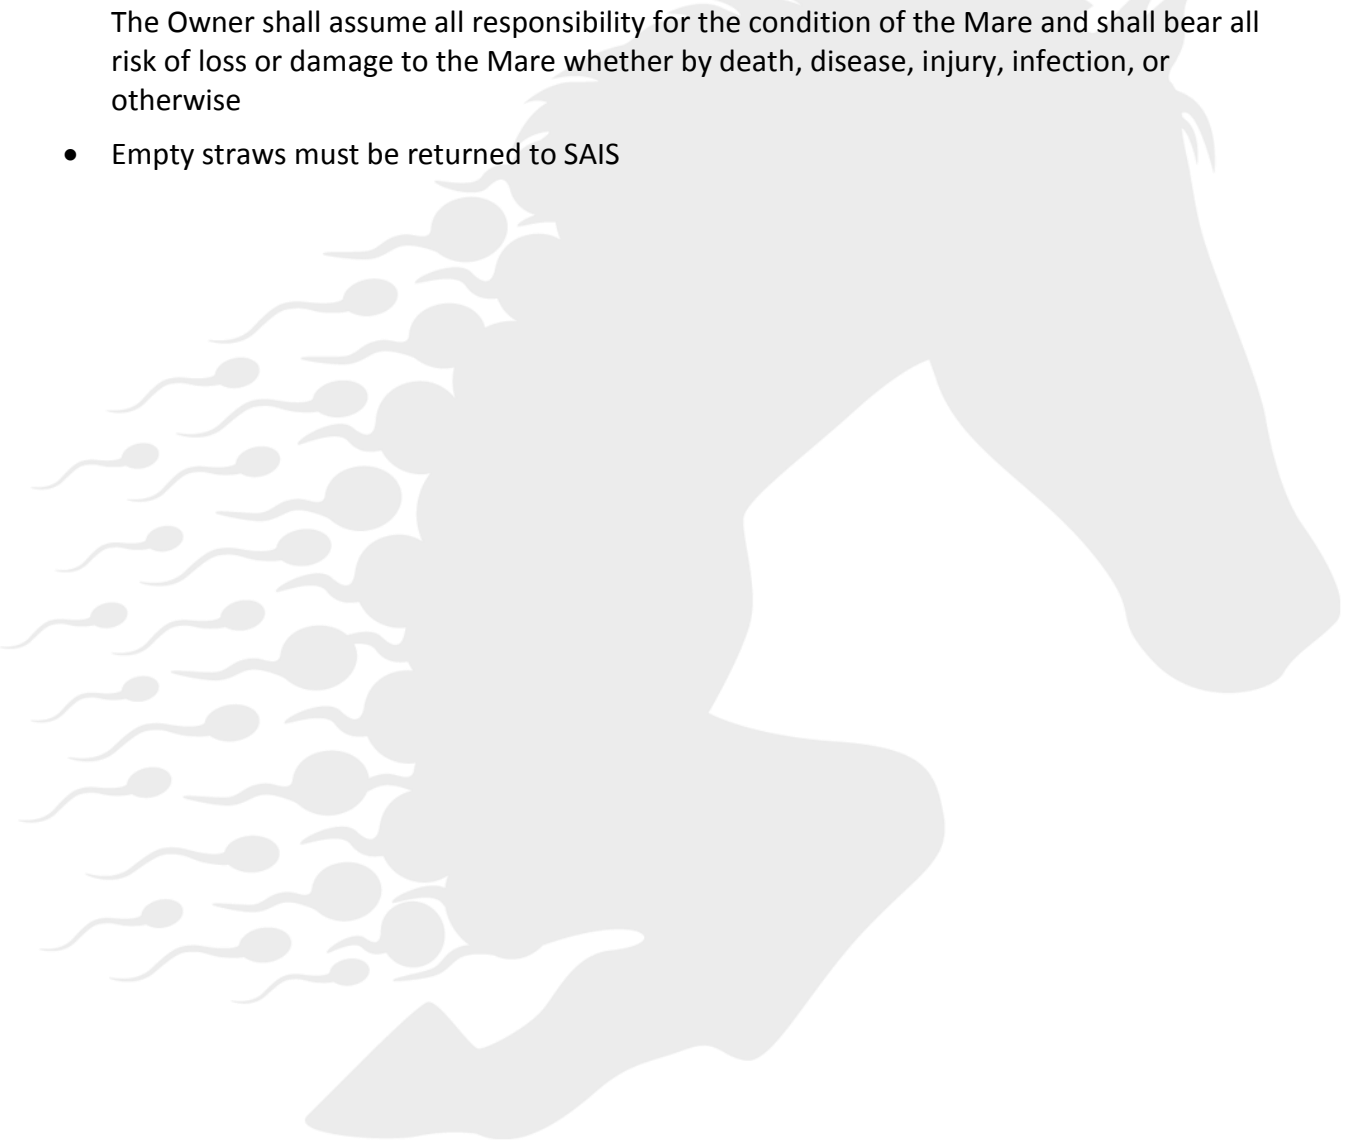 The Owner shall assume all responsibility for the condition of the Mare and shall bear all
risk of loss or damage to the Mare whether by death, disease, injury, infection, or
otherwise
• Empty straws must be returned to SAIS